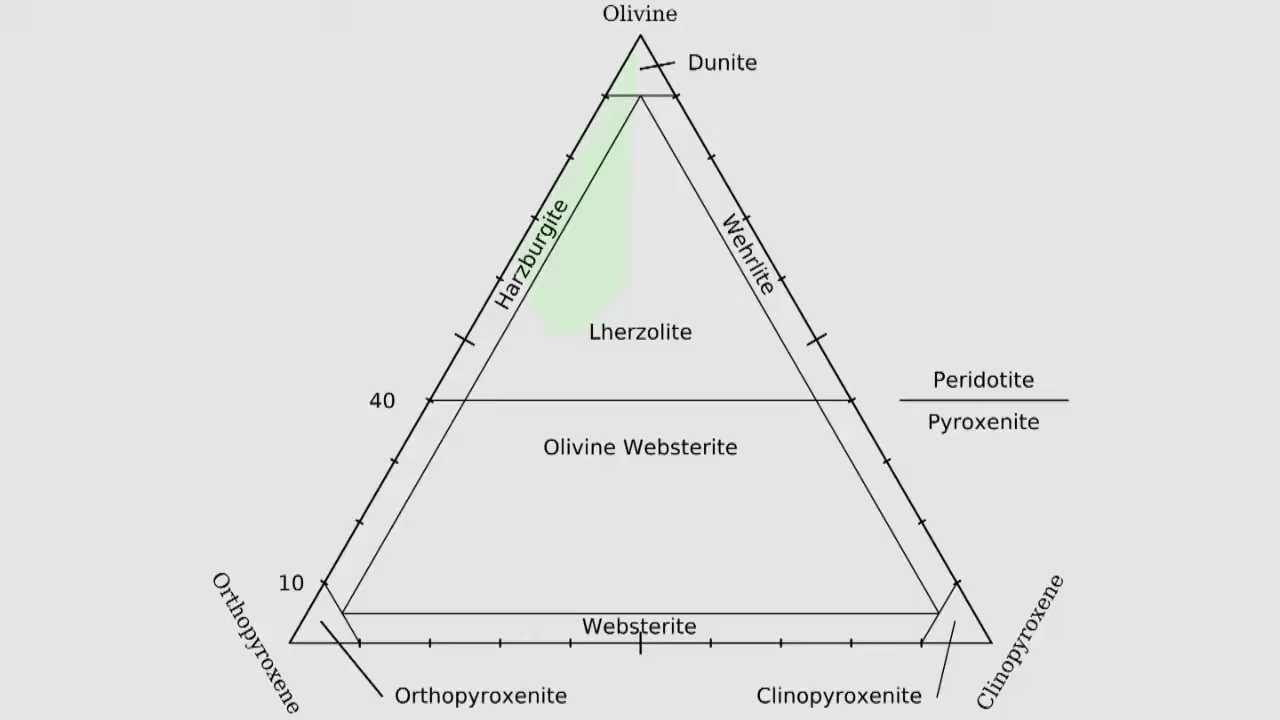 Olivine
Dunite
Harzburgite
Wehrlite
Lherzolite
Peridotite
40
Pyroxenite
Olivine Websterite
10
Orthopyroxene
Clinopyroxene
Websterite
Orthopyroxenite
Clinopyroxenite